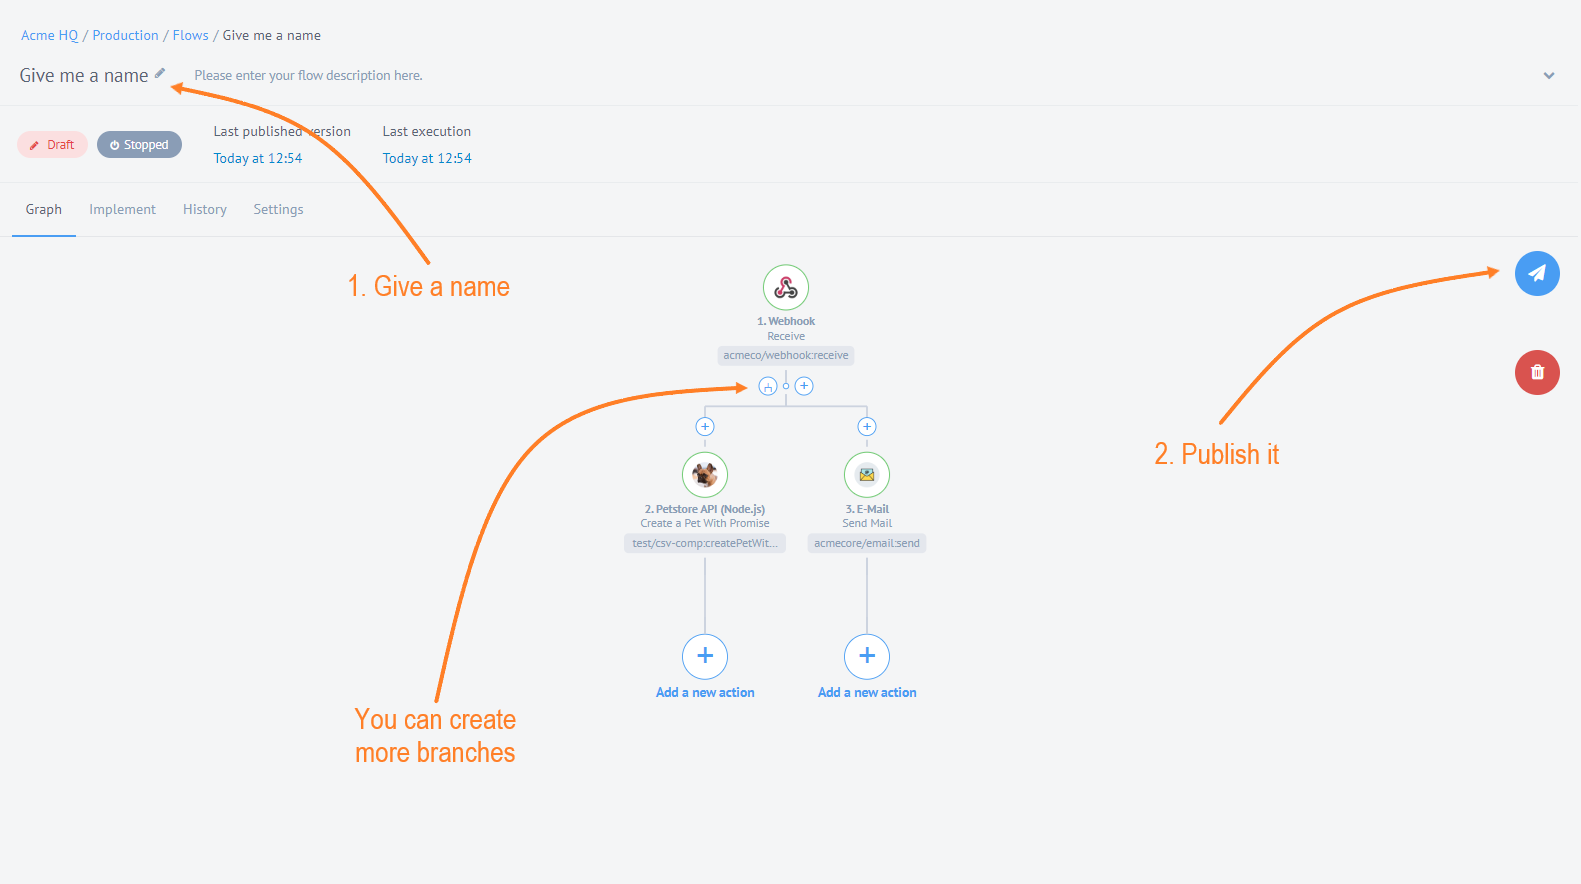 Acme HQ / Production / Flows / Give me a name
Give me a name
Please enter your flow description here.
Draft
Stopped
Last published version
Today at 12:54
Last execution
Today at 12:54
Graph
Implement
History
Settings
1. Give a name
1. Webhook
Receive
acmeco/webhook:receive
2. Publish it
2. Petstore API (Node.js)
Create a Pet With Promise
test/csv-comp:createPetWit...
3. E-Mail
Send Mail
acmecore/email:send
Add a new action
Add a new action
You can create
more branches